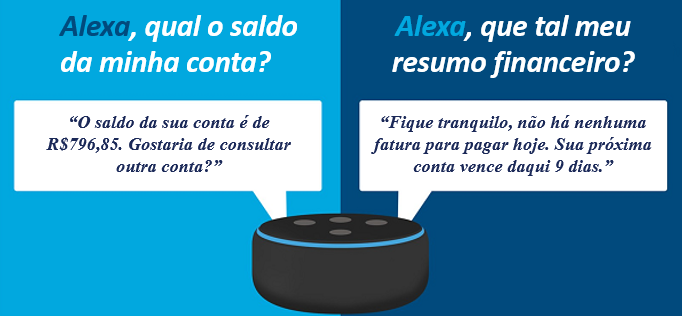 Alexa, qual o saldo
da minha conta?
“O saldo da sua conta é de
R$796,85. Gostaria de consultar
outra conta?”
Alexa, que tal meu
resumo financeiro?
“Fique tranquilo, não há nenhuma
fatura para pagar hoje. Sua próxima
conta vence daqui 9 dias.”